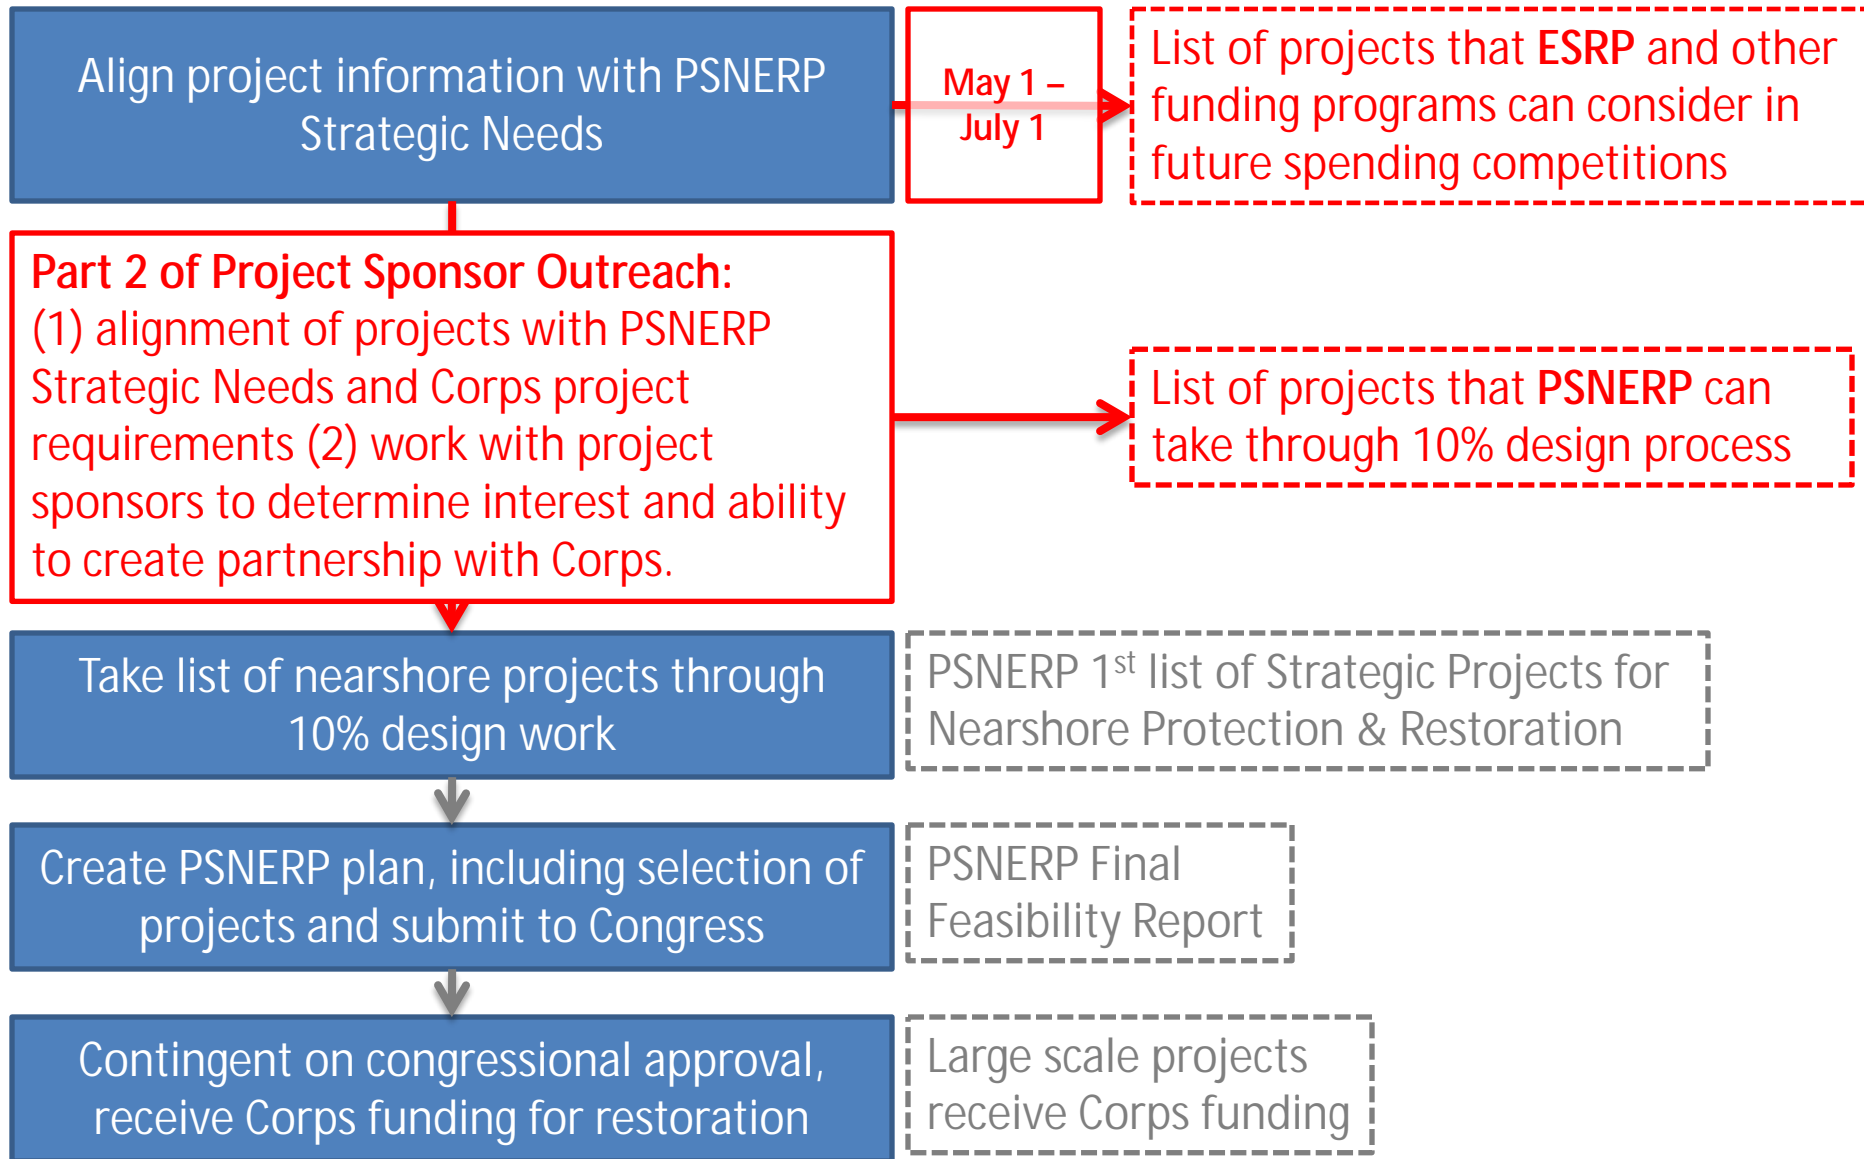 Align project information with PSNERP
Strategic Needs
May 1 –
July 1
List of projects that ESRP and other
funding programs can consider in
future spending competitions
Part 2 of Project Sponsor Outreach:
(1) alignment of projects with PSNERP
Strategic Needs and Corps project
requirements (2) work with project
sponsors to determine interest and ability
to create partnership with Corps.
List of projects that PSNERP can
take through 10% design process
Take list of nearshore projects through
10% design work
PSNERP 1st list of Strategic Projects for
Nearshore Protection & Restoration
Create PSNERP plan, including selection of
projects and submit to Congress
PSNERP Final
Feasibility Report
Contingent on congressional approval,
receive Corps funding for restoration
Large scale projects
receive Corps funding